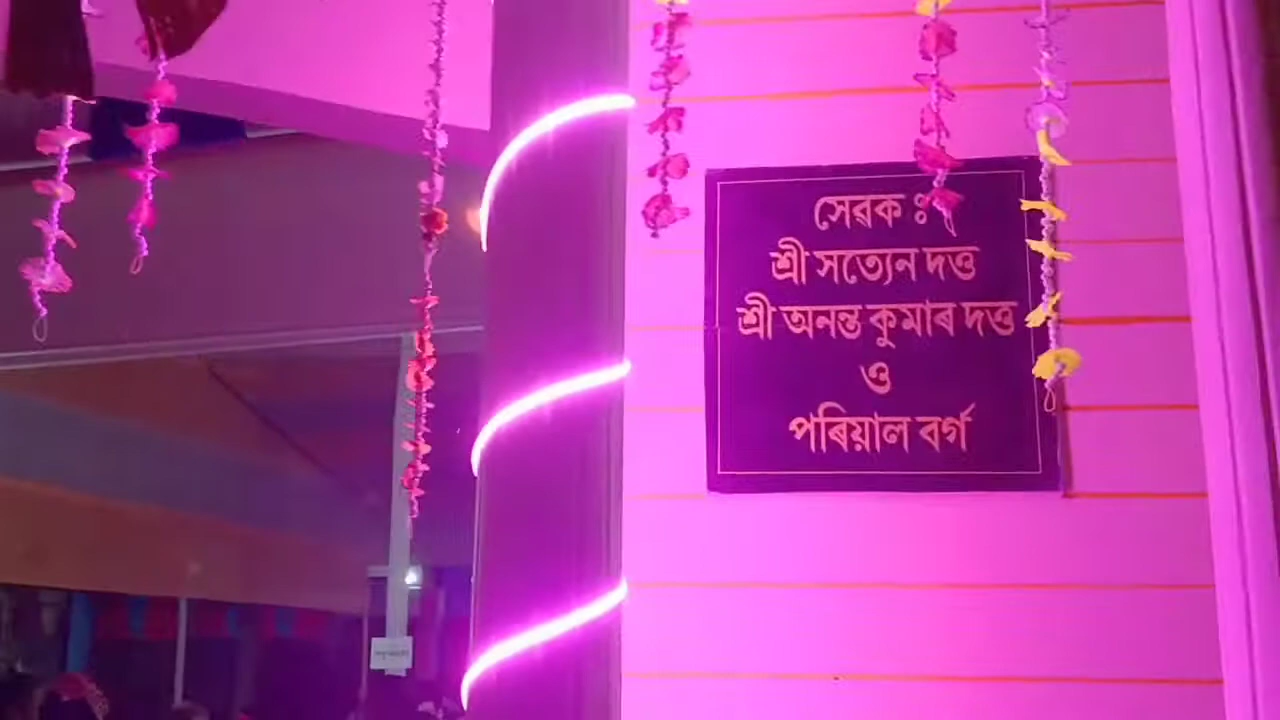 সেৱক ঃ
শ্ৰী সত্যেন দত্ত
শ্ৰী অনন্ত কুমাৰ দত্ত
ও
পৰিয়াল বৰ্গ